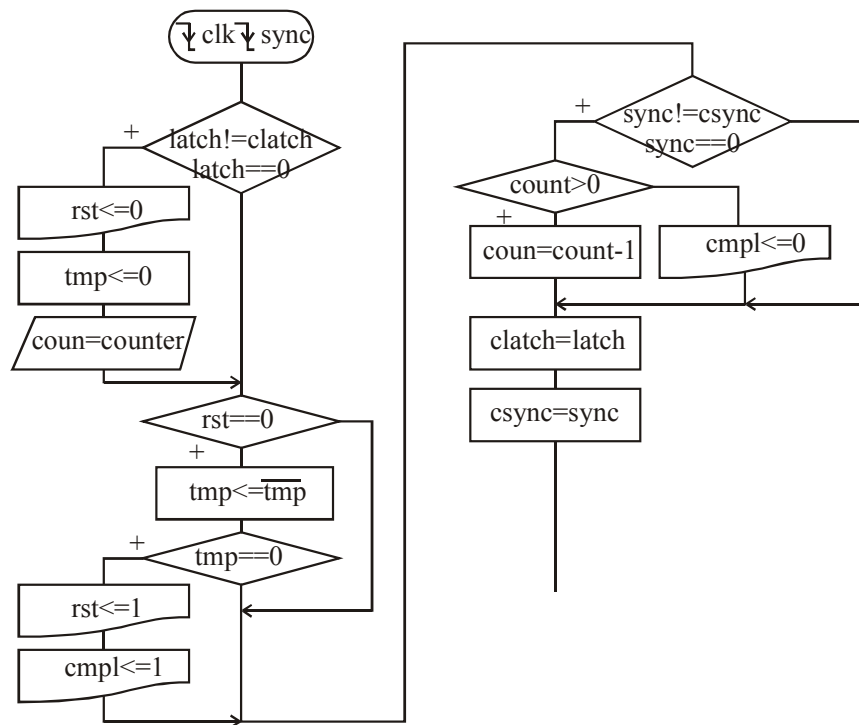 clk sync
+
latch!=clatch
latch==0
rst<=0
tmp<=0
coun=counter
rst==0
+
tmp<=t̅m̅p̅
+
tmp==0
rst<=1
cmpl<=1
+
sync!=csync
sync==0
count>0
+
coun=count-1
cmpl<=0
clatch=latch
csync=sync